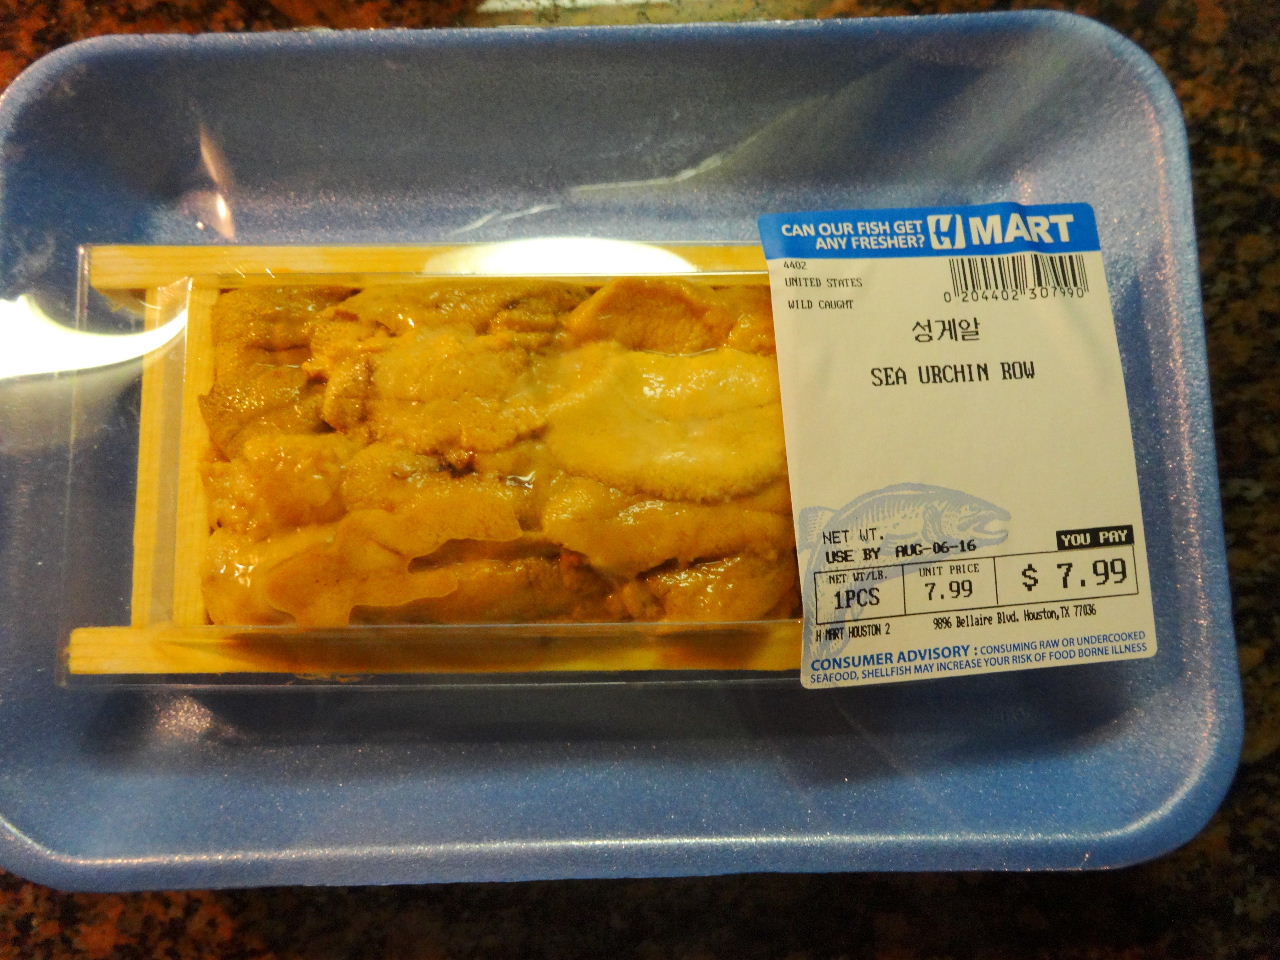 CAN OUR FISH GET
ANY FRESHER?
H MART
4402
UNITED STATES
WILD CAUGHT
0 204402 307990
성게알
SEA URCHIN ROW
NET WT.
USE BY AUG-06-16
YOU PAY
NET WT/LB.
1PCS
UNIT PRICE
7.99
$ 7.99
H MART HOUSTON 2
9896 Bellaire Blvd. Houston,TX 77036
CONSUMER ADVISORY : CONSUMING RAW OR UNDERCOOKED
SEAFOOD, SHELLFISH MAY INCREASE YOUR RISK OF FOOD BORNE ILLNESS